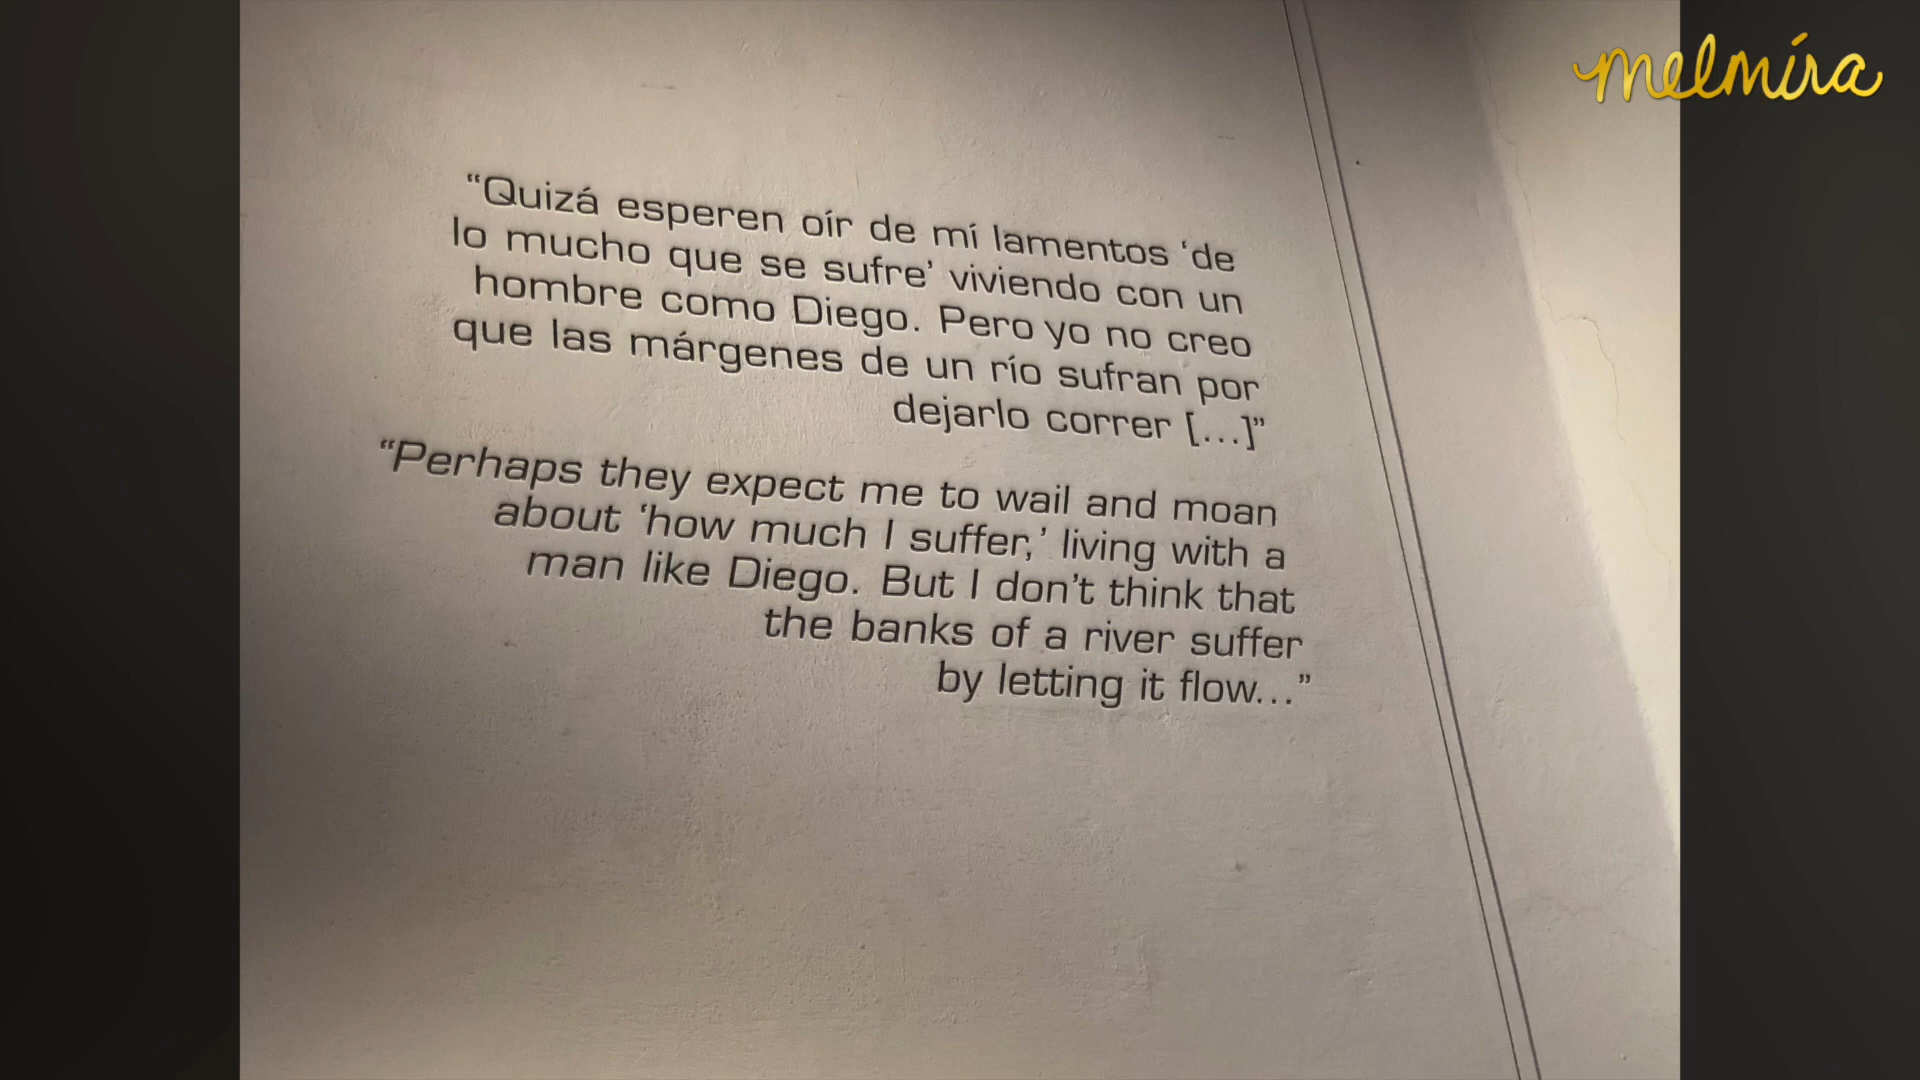 melmira
“Quizá esperen oír de mí lamentos ‘de
lo mucho que se sufre’ viviendo con un
hombre como Diego. Pero yo no creo
que las márgenes de un río sufran por
dejarlo correr [...]”
“Perhaps they expect me to wail and moan
about ‘how much I suffer,’ living with a
man like Diego. But I don’t think that
the banks of a river suffer
by letting it flow...”